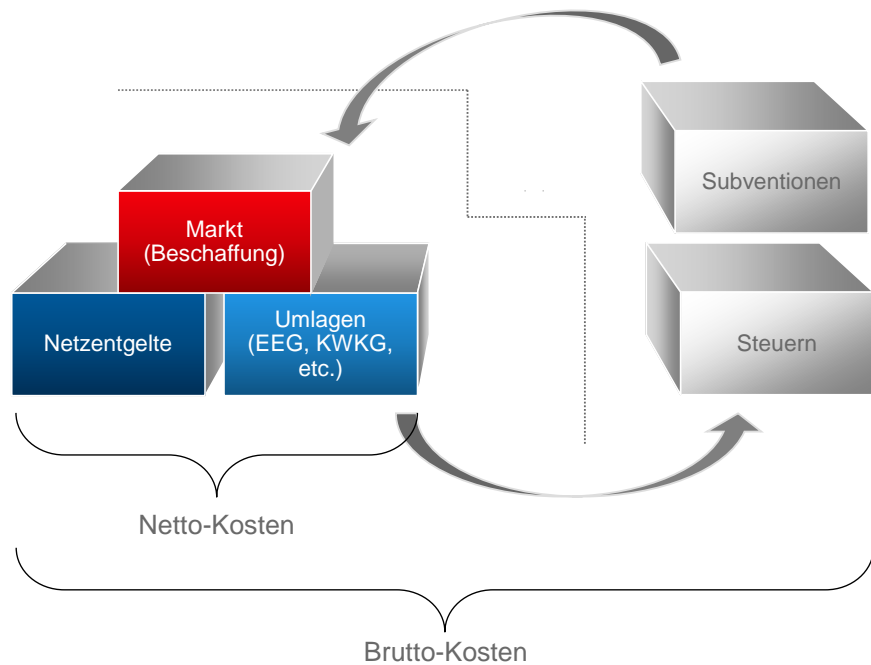 Subventionen
Markt
(Beschaffung)
Netzentgelte
Umlagen
(EEG, KWKG,
etc.)
Steuern
Netto-Kosten
Brutto-Kosten